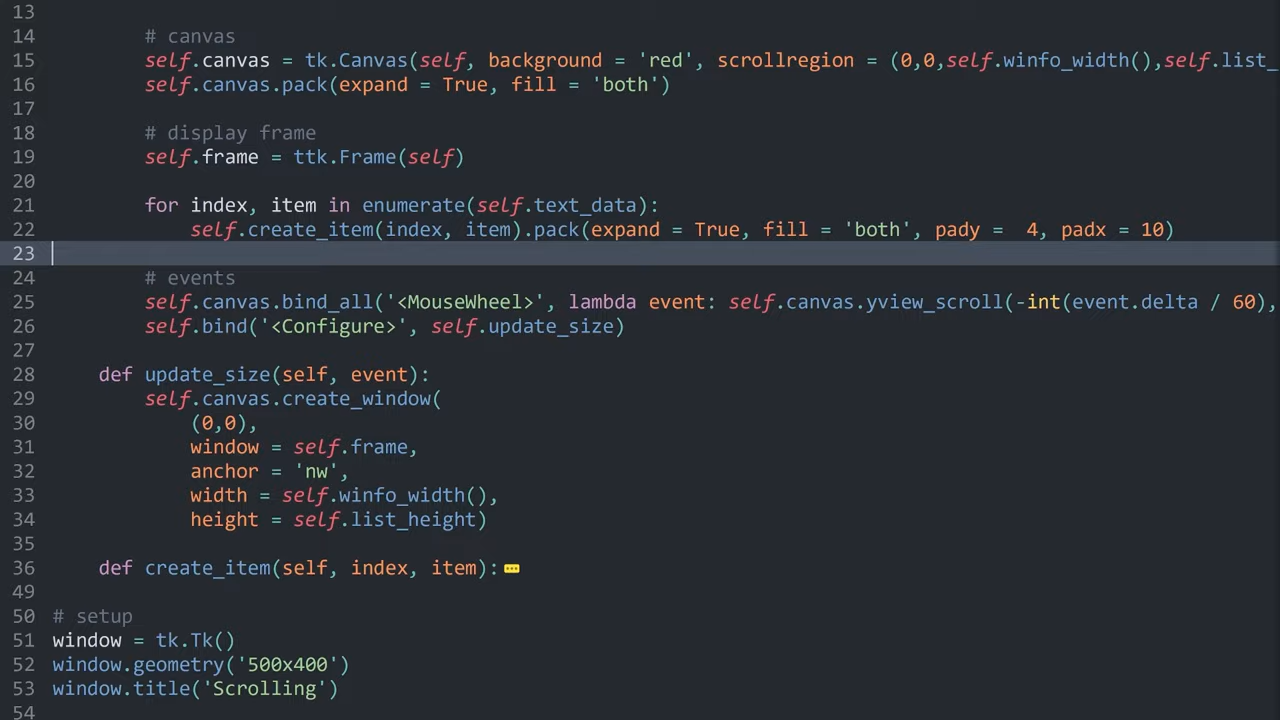 13
14 # canvas
15 self.canvas = tk.Canvas(self, background = 'red', scrollregion = (0,0,self.winfo_width(),self.list_
16 self.canvas.pack(expand = True, fill = 'both')
17
18 # display frame
19 self.frame = ttk.Frame(self)
20
21 for index, item in enumerate(self.text_data):
22 self.create_item(index, item).pack(expand = True, fill = 'both', pady =  4, padx = 10)
23
24 # events
25 self.canvas.bind_all('<MouseWheel>', lambda event: self.canvas.yview_scroll(-int(event.delta / 60),
26 self.bind('<Configure>', self.update_size)
27
28 def update_size(self, event):
29 self.canvas.create_window(
30 (0,0),
31 window = self.frame,
32 anchor = 'nw',
33 width = self.winfo_width(),
34 height = self.list_height)
35
36 def create_item(self, index, item):
49
50 # setup
51 window = tk.Tk()
52 window.geometry('500x400')
53 window.title('Scrolling')
54